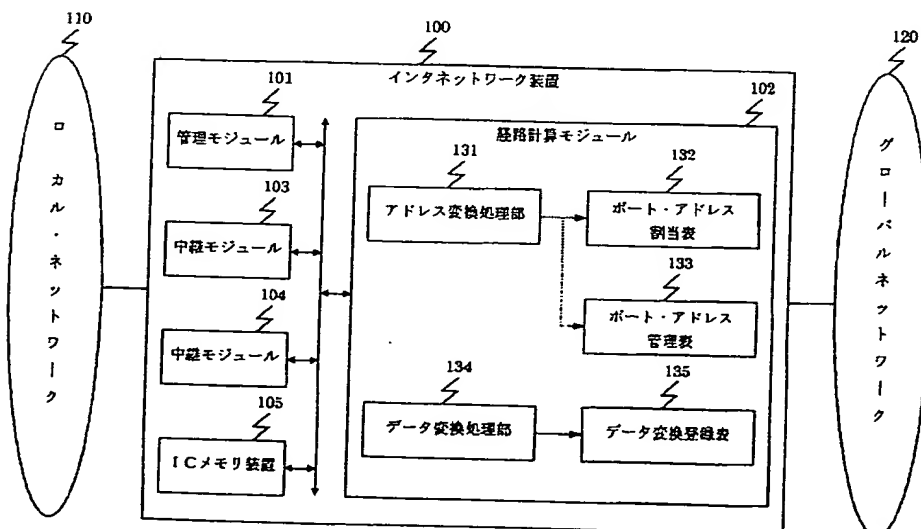 110
100
120
インタネットワーク装置
101
管理モジュール
103
中継モジュール
104
中継モジュール
105
ICメモリ装置
102
経路計算モジュール
131
アドレス変換処理部
132
ポート・アドレス
割当表
133
ポート・アドレス
管理表
134
データ変換処理部
135
データ変換登録表
ロカル・ネットワーク
グローバルネットワーク